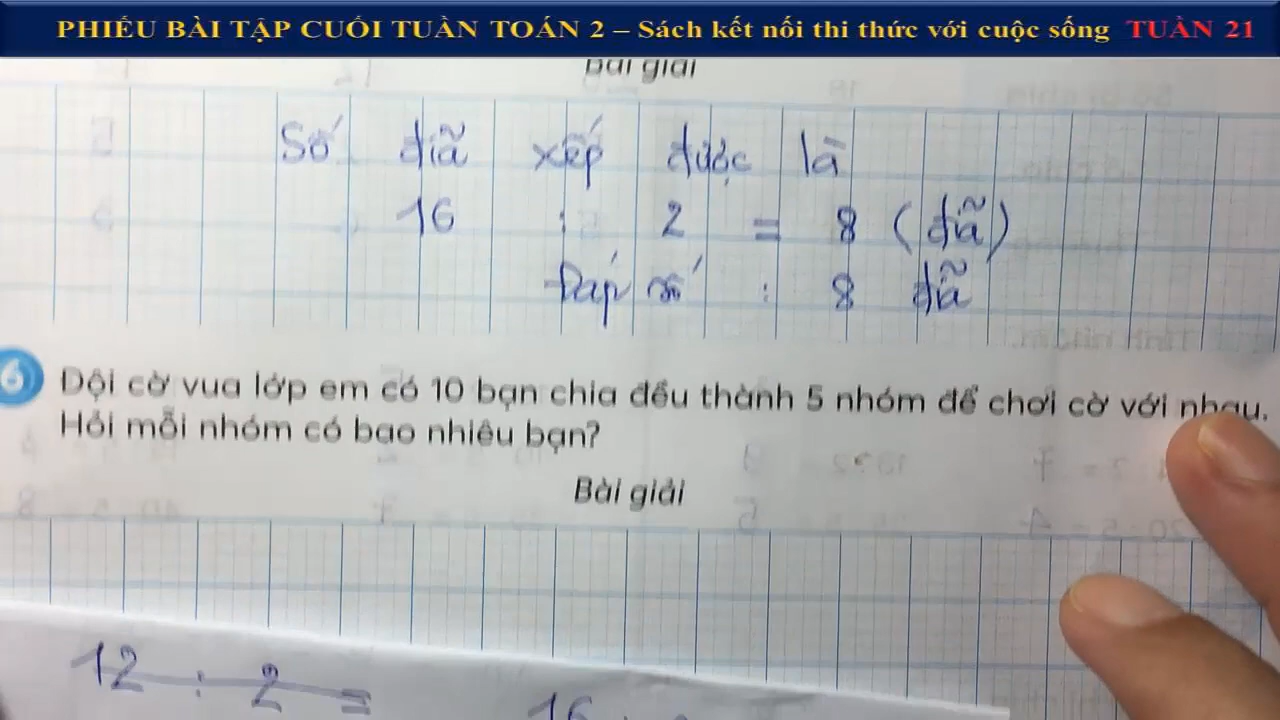 PHIẾU BÀI TẬP CUỐI TUẦN TOÁN 2 – Sách kết nối thi thức với cuộc sống TUẦN 21
Bài giải
Số đĩa xếp được là
16 : 2 = 8 (đĩa)
Đáp số : 8 đĩa
6 Đội cờ vua lớp em có 10 bạn chia đều thành 5 nhóm để chơi cờ với nhau.
Hỏi mỗi nhóm có bao nhiêu bạn?
Bài giải
12 : 2 =
16 :